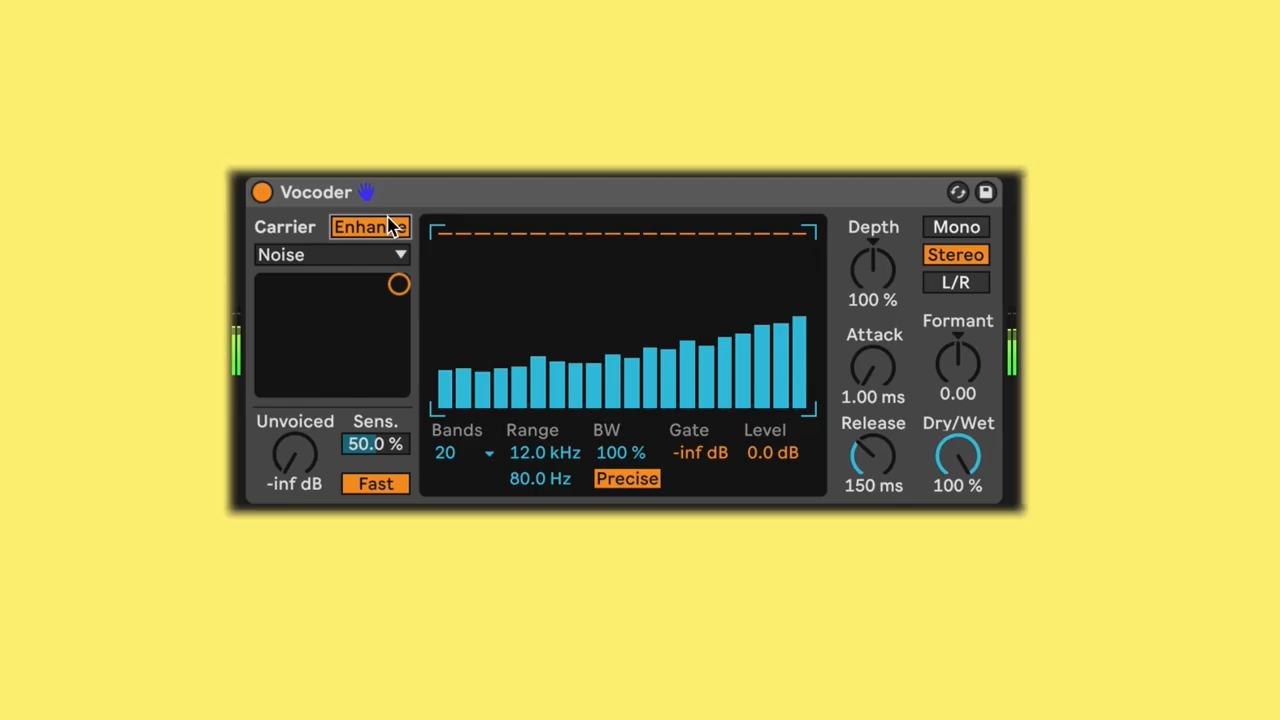 Vocoder
Carrier
Noise
Unvoiced Sens.
50.0 %
-inf dB Fast
Bands Range BW Gate Level
20 12.0 kHz 100 % -inf dB 0.0 dB
80.0 Hz Precise
Depth
100 %
Attack
1.00 ms
Release
150 ms
Mono
Stereo
L/R
Formant
0.00
Dry/Wet
100 %